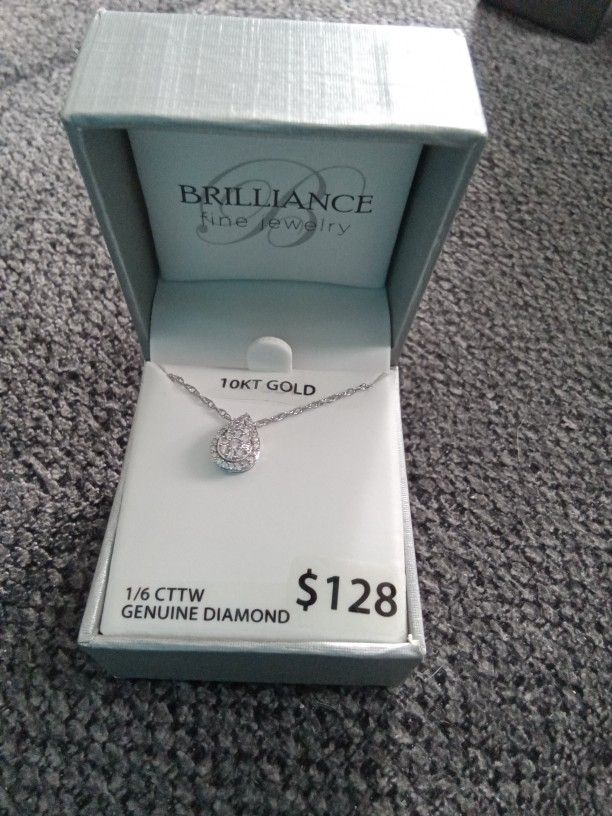 B
BRILLIANCE
fine jewelry
10KT GOLD
1/6 CTTW
GENUINE DIAMOND
$128